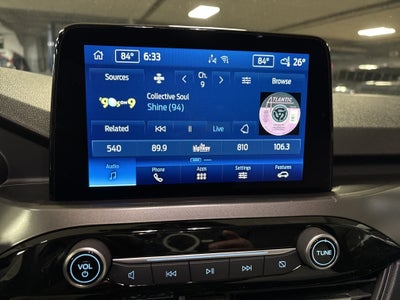 84° 6:33 84° 26°
Sources Ch. 9 Browse
'90s on 9
Collective Soul
Shine (94)
ATLANTIC
Related Live
540 89.9 810 106.3
Audio Phone Apps Settings Features
VOL TUNE